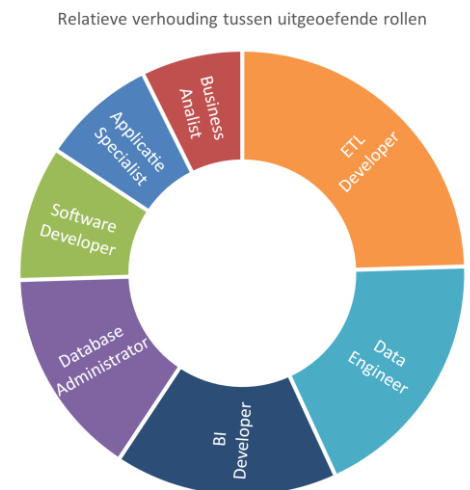 Relatieve verhouding tussen uitgeoefende rollen
ETL
Developer
Data
Engineer
BI
Developer
Database
Administrator
Software
Developer
Applicatie
Specialist
Business
Analist